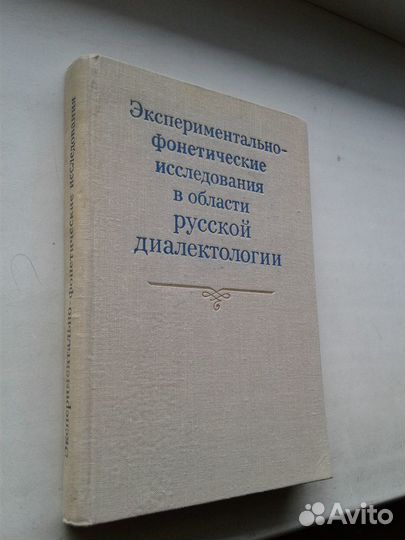 Экспериментально-
фонетические
исследования
в области
русской
диалектологии
Экспериментально-фонетические исследования
Avito